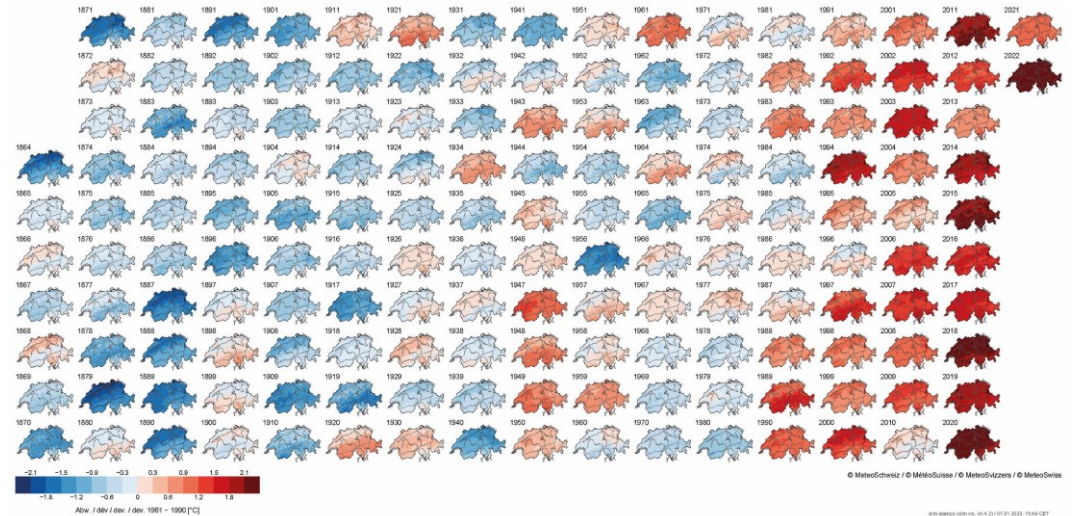 1871 1881 1891 1901 1911 1921 1931 1941 1951 1961 1971 1981 1991 2001 2011 2021
1872 1882 1892 1902 1912 1922 1932 1942 1952 1962 1972 1982 1992 2002 2012 2022
1873 1883 1893 1903 1913 1923 1933 1943 1953 1963 1973 1983 1993 2003 2013
1864 1874 1884 1894 1904 1914 1924 1934 1944 1954 1964 1974 1984 1994 2004 2014
1865 1875 1885 1895 1905 1915 1925 1935 1945 1955 1965 1975 1985 1995 2005 2015
1866 1876 1886 1896 1906 1916 1926 1936 1946 1956 1966 1976 1986 1996 2006 2016
1867 1877 1887 1897 1907 1917 1927 1937 1947 1957 1967 1977 1987 1997 2007 2017
1868 1878 1888 1898 1908 1918 1928 1938 1948 1958 1968 1978 1988 1998 2008 2018
1869 1879 1889 1899 1909 1919 1929 1939 1949 1959 1969 1979 1989 1999 2009 2019
1870 1880 1890 1900 1910 1920 1930 1940 1950 1960 1970 1980 1990 2000 2010 2020
−2.1 −1.5 −0.9 −0.3 0.3 0.9 1.5 2.1
−1.8 −1.2 −0.6 0 0.6 1.2 1.8
Abw. / dév / dev. / dev. 1961 − 1990 [°C]
© MeteoSchweiz / © MétéoSuisse / © MeteoSvizzera / © MeteoSwiss
07.01.2023
CET